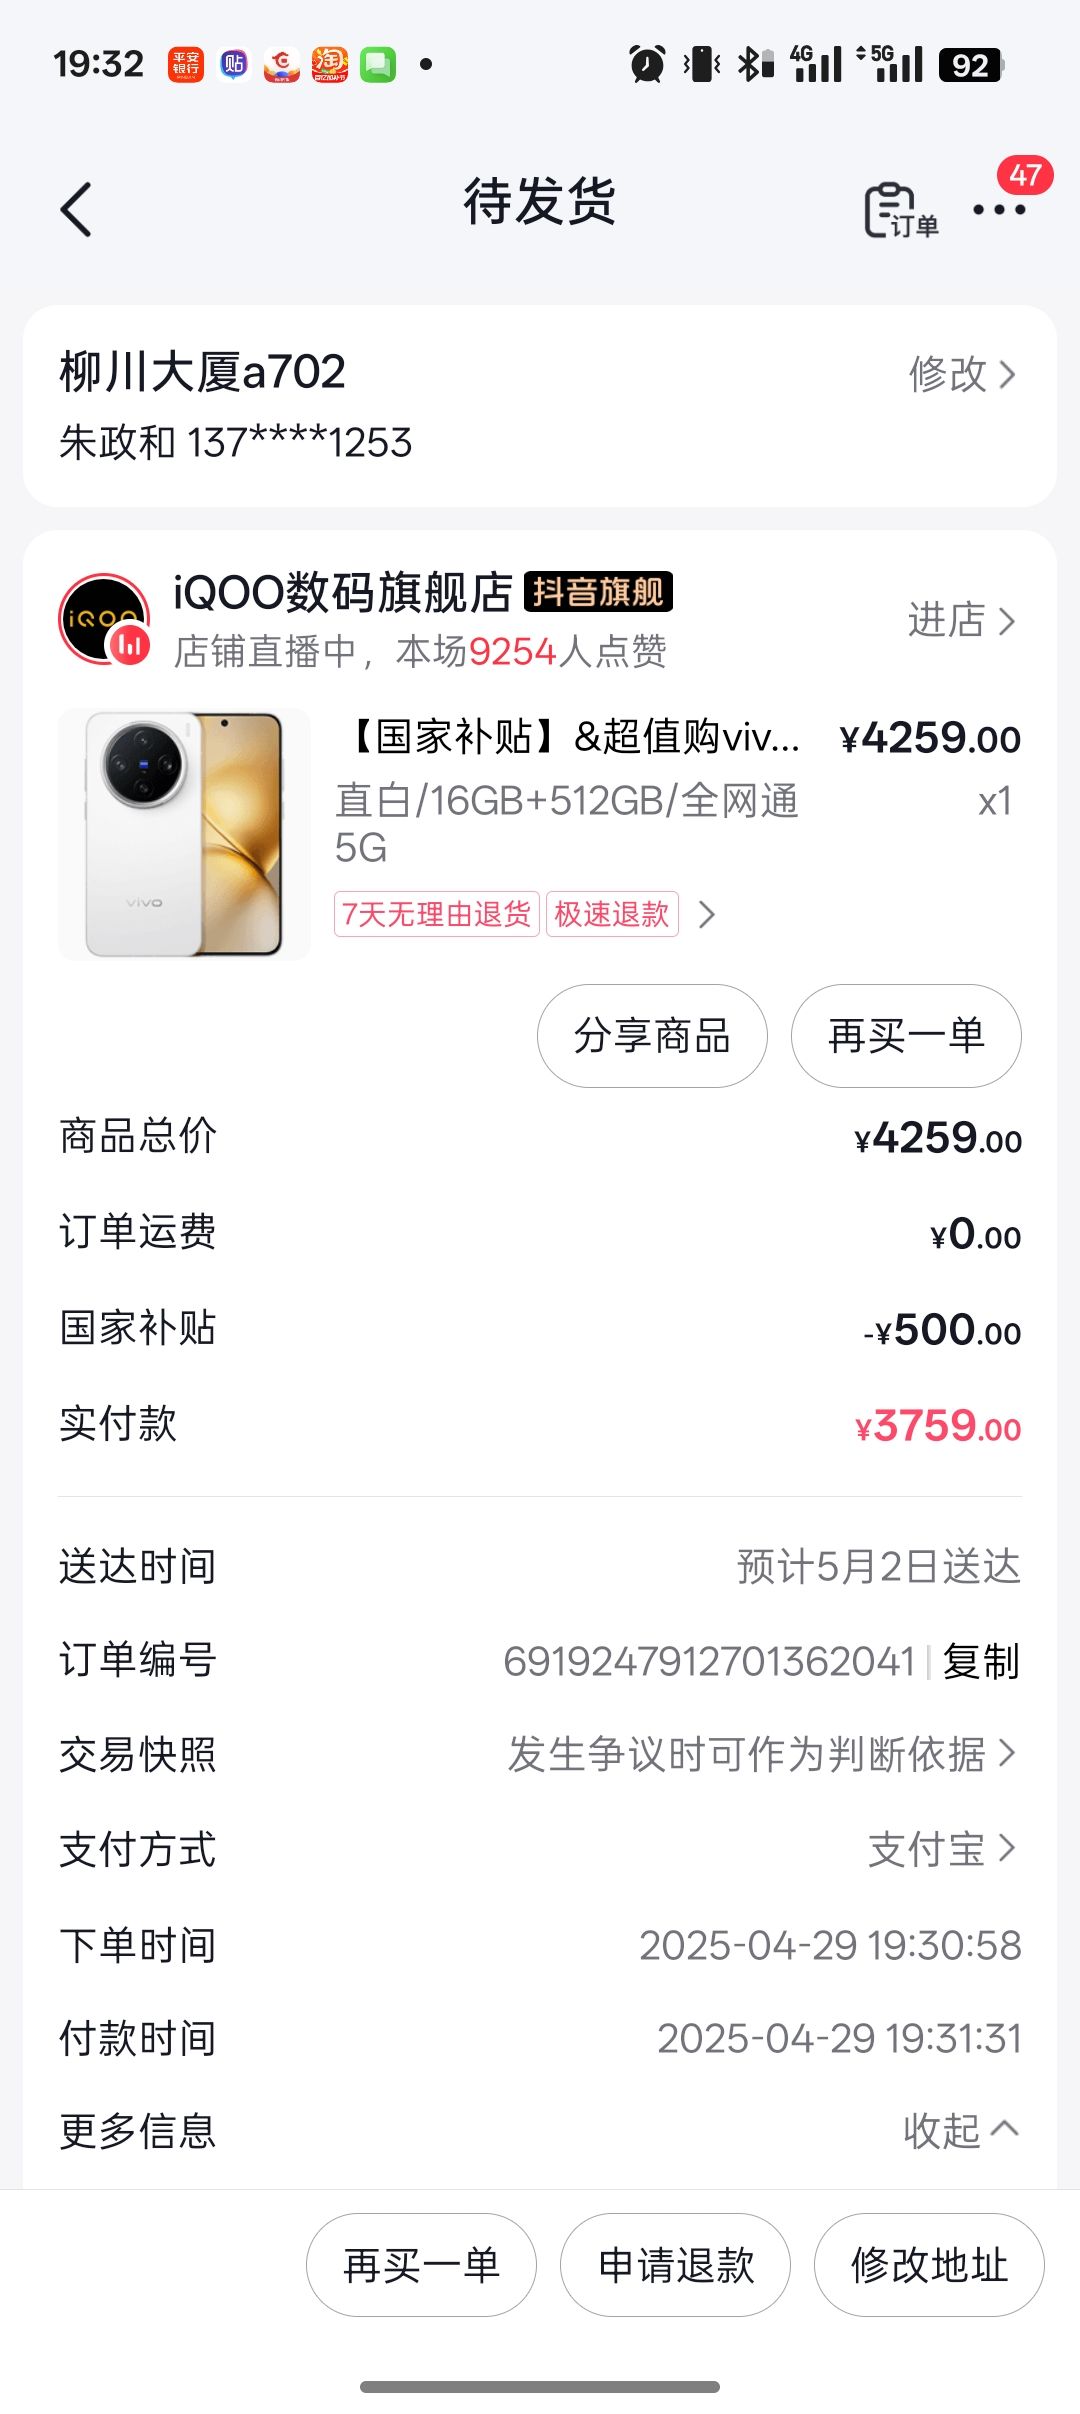 19:32
平安
银行
贴
淘
4G
5G
92
待发货
订单
47
柳川大厦a702
修改
朱政和 137****1253
iQOO
iQOO数码旗舰店 抖音旗舰
店铺直播中，本场9254人点赞
进店
【国家补贴】&超值购viv...
¥4259.00
直白/16GB+512GB/全网通
5G
x1
vivo
7天无理由退货
极速退款
分享商品
再买一单
商品总价
¥4259.00
订单运费
¥0.00
国家补贴
-¥500.00
实付款
¥3759.00
送达时间
预计5月2日送达
订单编号
6919247912701362041
复制
交易快照
发生争议时可作为判断依据
支付方式
支付宝
下单时间
2025-04-29 19:30:58
付款时间
2025-04-29 19:31:31
更多信息
收起
再买一单
申请退款
修改地址